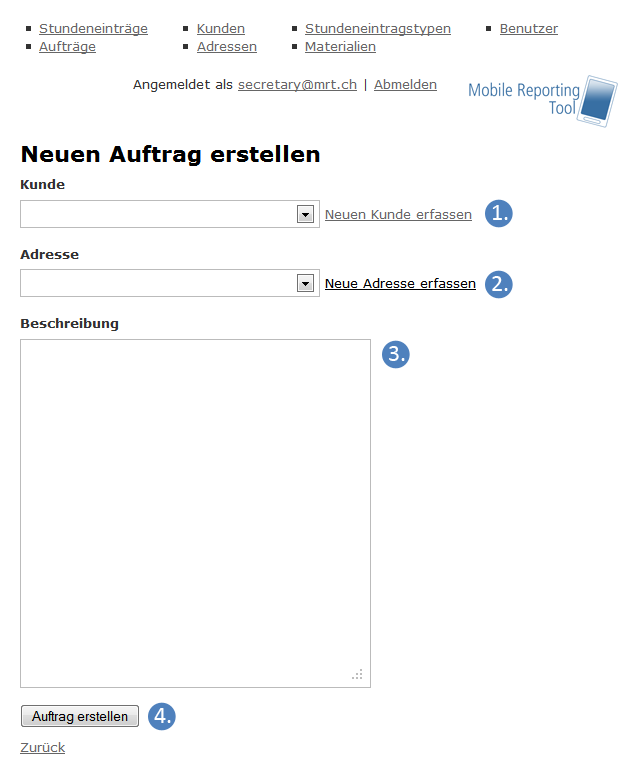 Stundeneinträge Kunden Stundeneintragstypen Benutzer
Aufträge Adressen Materialien
Angemeldet als secretary@mrt.ch | Abmelden
Mobile Reporting
Tool
Neuen Auftrag erstellen
Kunde
Neuen Kunde erfassen 1.
Adresse
Neue Adresse erfassen 2.
Beschreibung
3.
Auftrag erstellen 4.
Zurück